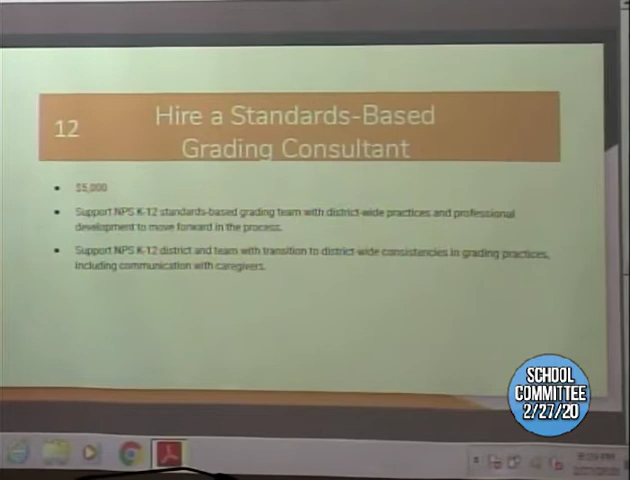 12
Hire a Standards-Based
Grading Consultant
• $5,000
• Support NPS K-12 standards-based grading team with district-wide practices and professional
development to move forward in the process.
• Support NPS K-12 district and team with transition to district-wide consistencies in grading practices,
including communication with caregivers.
SCHOOL
COMMITTEE
2/27/20